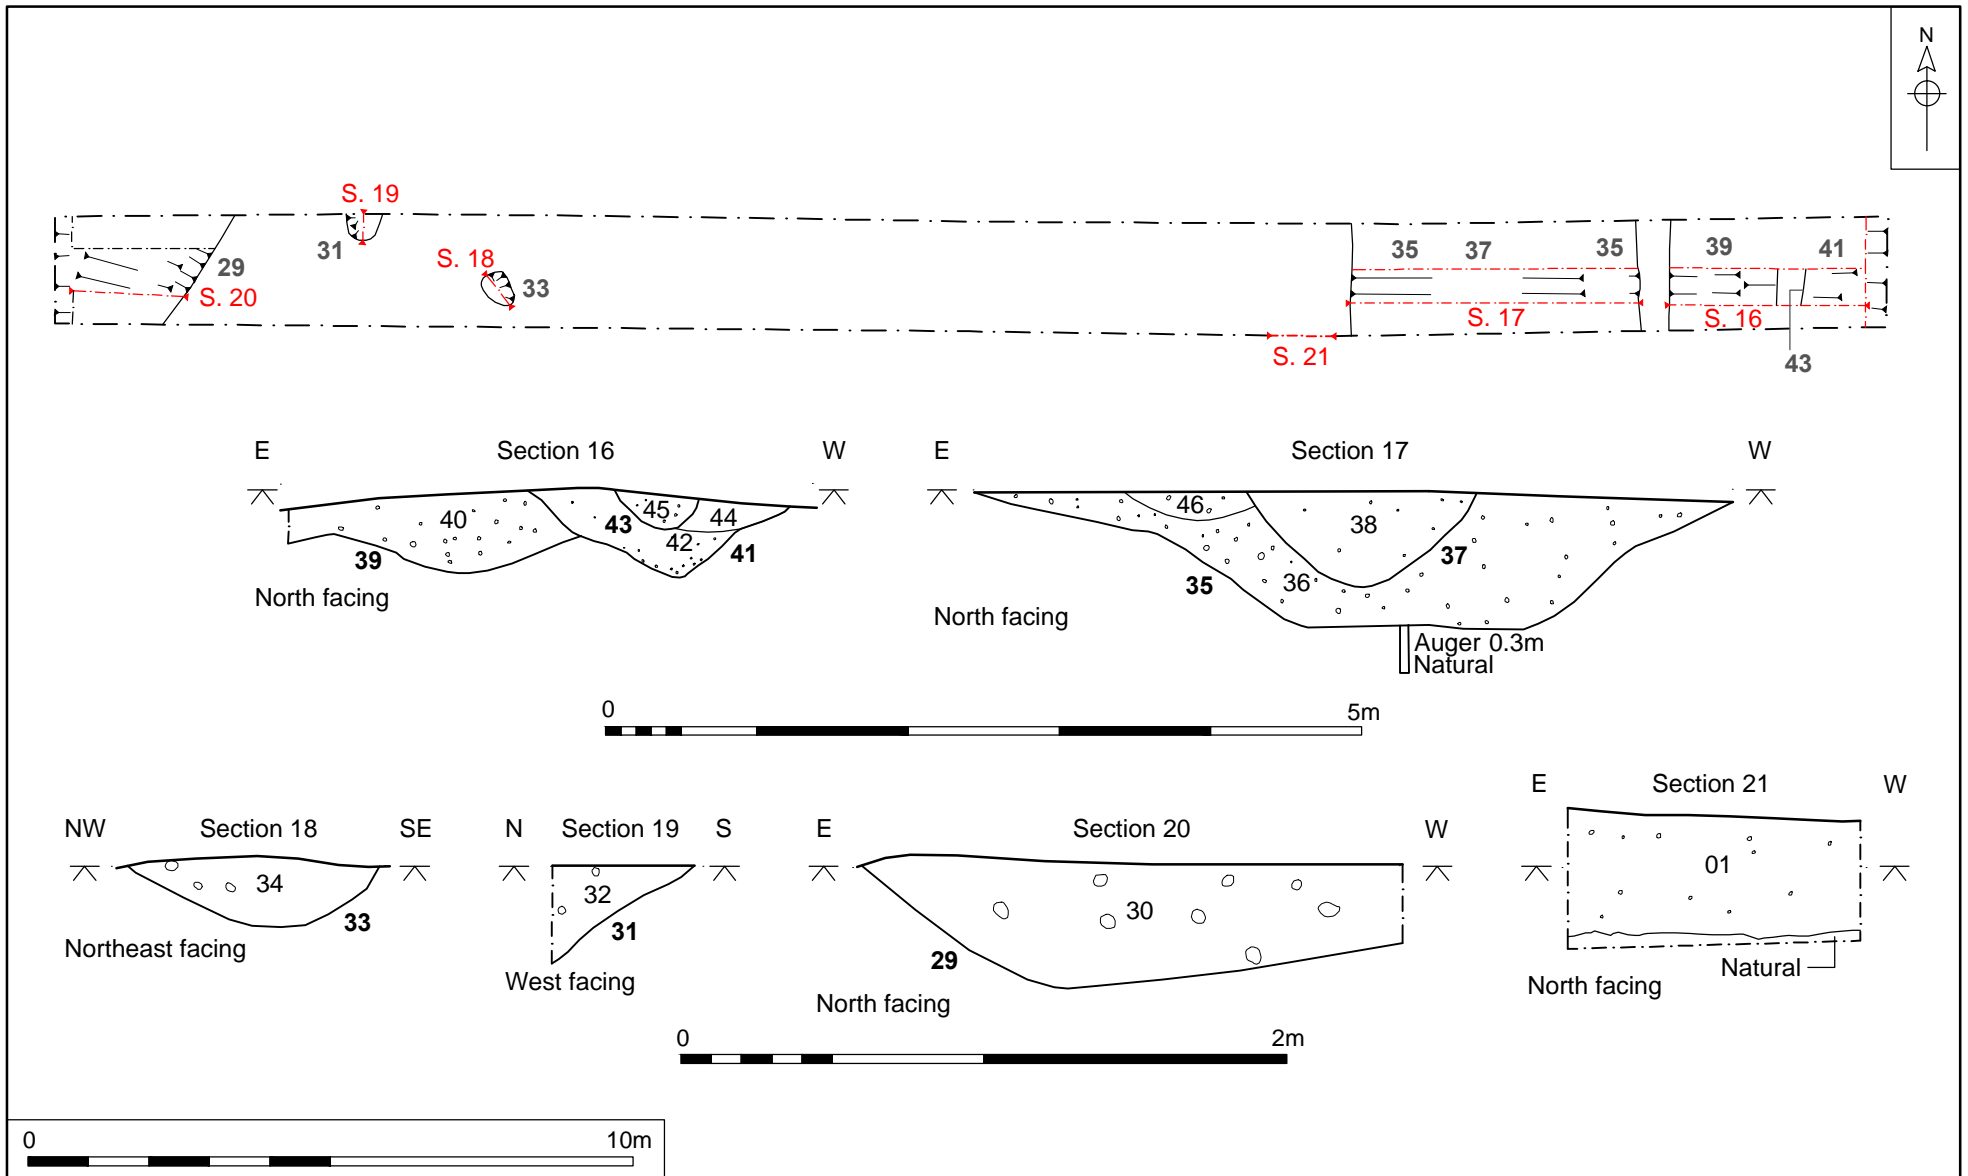 N
S. 19
31
29
S. 20
S. 18
33
35 37 35
39 41
S. 17
S. 16
S. 21
43
E Section 16 W
40
45
43
44
42
41
39
North facing
E Section 17 W
46
38
37
36
35
North facing
Auger 0.3m
Natural
0 5m
NW Section 18 SE
34
33
Northeast facing
N Section 19 S
32
31
West facing
E Section 20 W
30
29
North facing
E Section 21 W
01
Natural
North facing
0 2m
0 10m